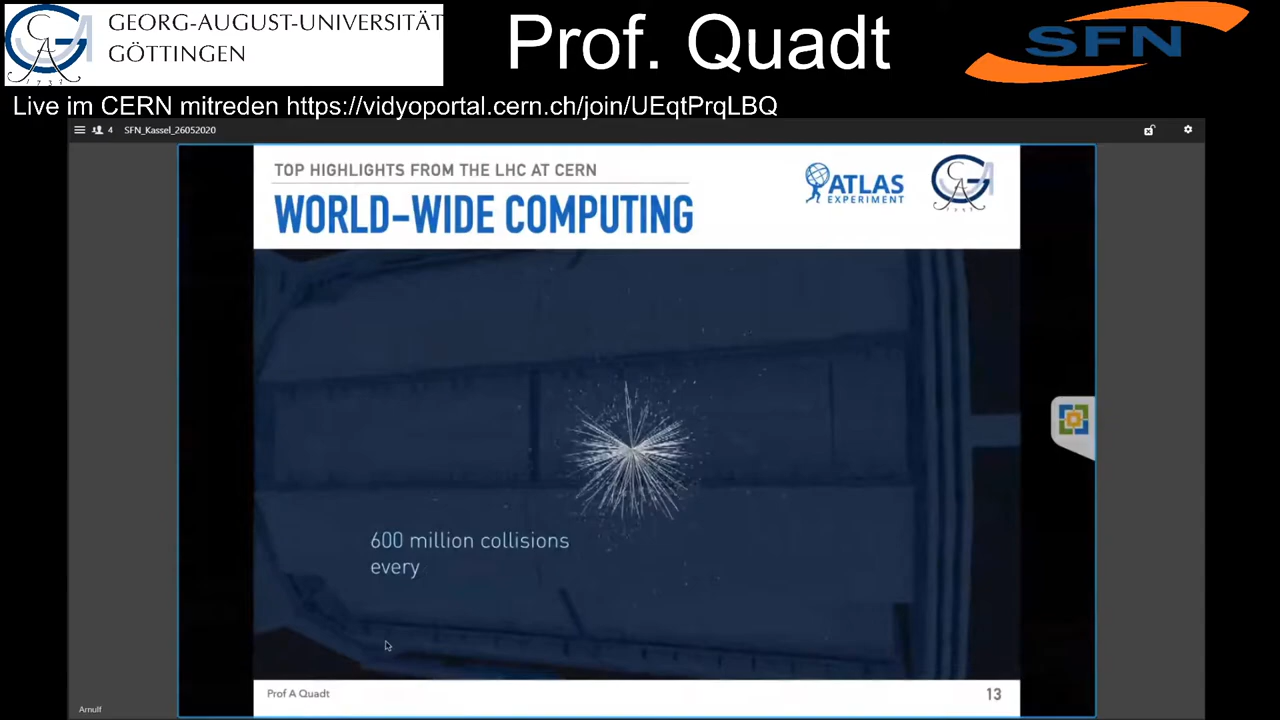 GEORG-AUGUST-UNIVERSITÄT
GÖTTINGEN
Prof. Quadt
SFN
Live im CERN mitreden https://vidyoportal.cern.ch/join/UEqtPrqLBQ
4 SFN_Kassel_26052020
TOP HIGHLIGHTS FROM THE LHC AT CERN
WORLD-WIDE COMPUTING
ATLAS
EXPERIMENT
600 million collisions
every
Prof A Quadt
13
Arnulf